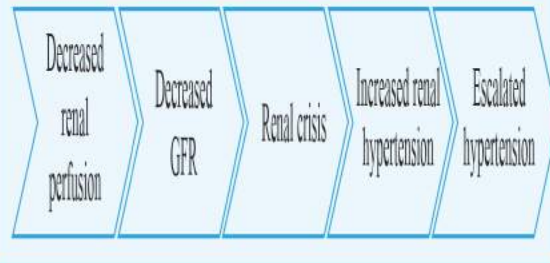 Decreased
renal
perfusion
Decreased
GFR
Renal crisis
Increased renal
hypertension
Escalated
hypertension